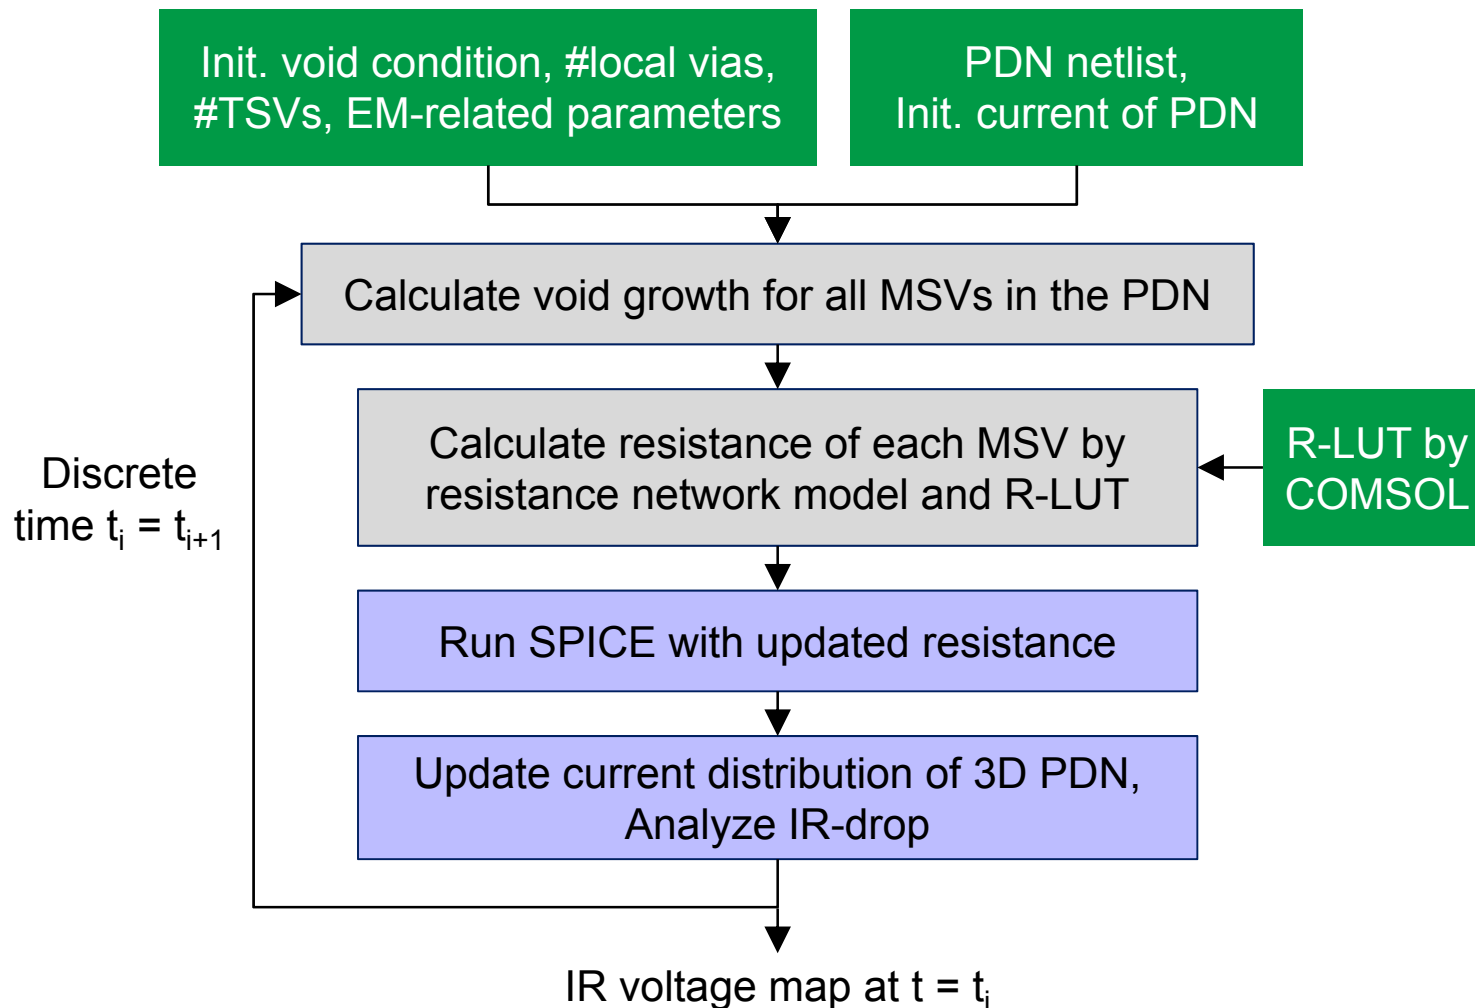 Init. void condition, #local vias,
#TSVs, EM-related parameters
PDN netlist,
Init. current of PDN
Calculate void growth for all MSVs in the PDN
Calculate resistance of each MSV by
resistance network model and R-LUT
R-LUT by
COMSOL
Discrete
time tᵢ = tᵢ₊₁
Run SPICE with updated resistance
Update current distribution of 3D PDN,
Analyze IR-drop
IR voltage map at t = tᵢ